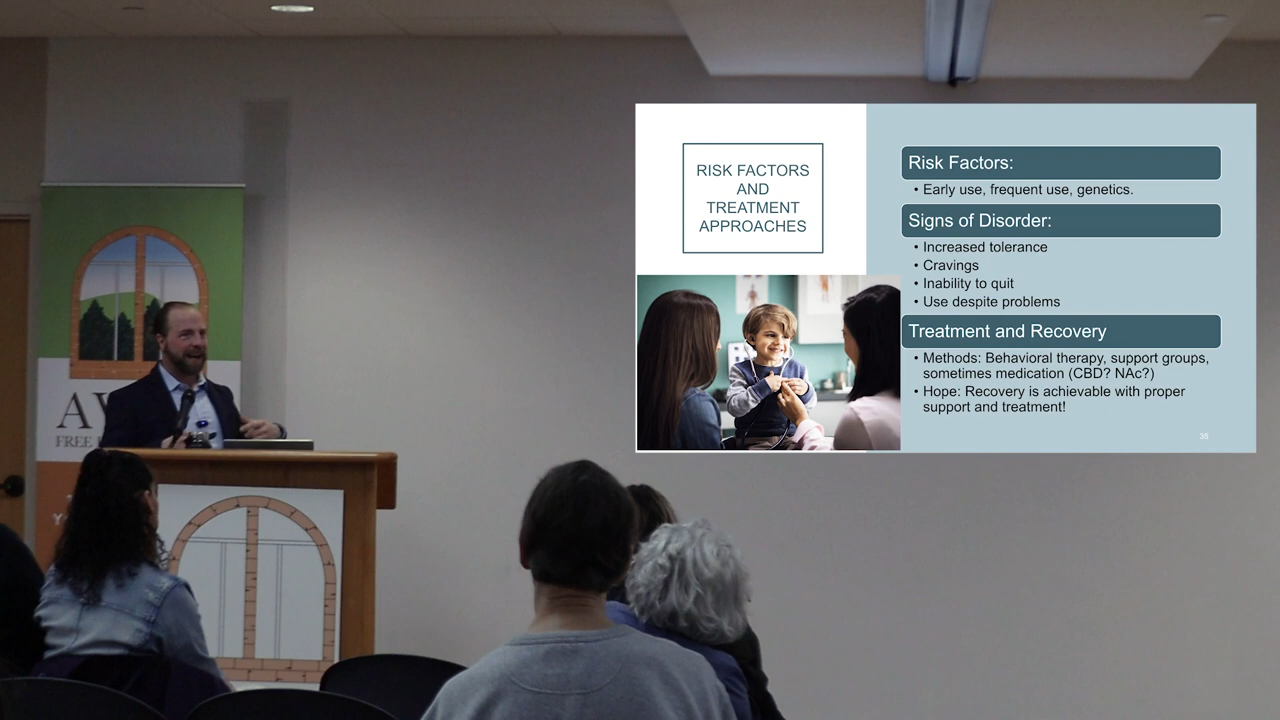 RISK FACTORS
AND
TREATMENT
APPROACHES
Risk Factors:
• Early use, frequent use, genetics.
Signs of Disorder:
• Increased tolerance
• Cravings
• Inability to quit
• Use despite problems
Treatment and Recovery
• Methods: Behavioral therapy, support groups,
sometimes medication (CBD? NAc?)
• Hope: Recovery is achievable with proper
support and treatment!
35
FREE